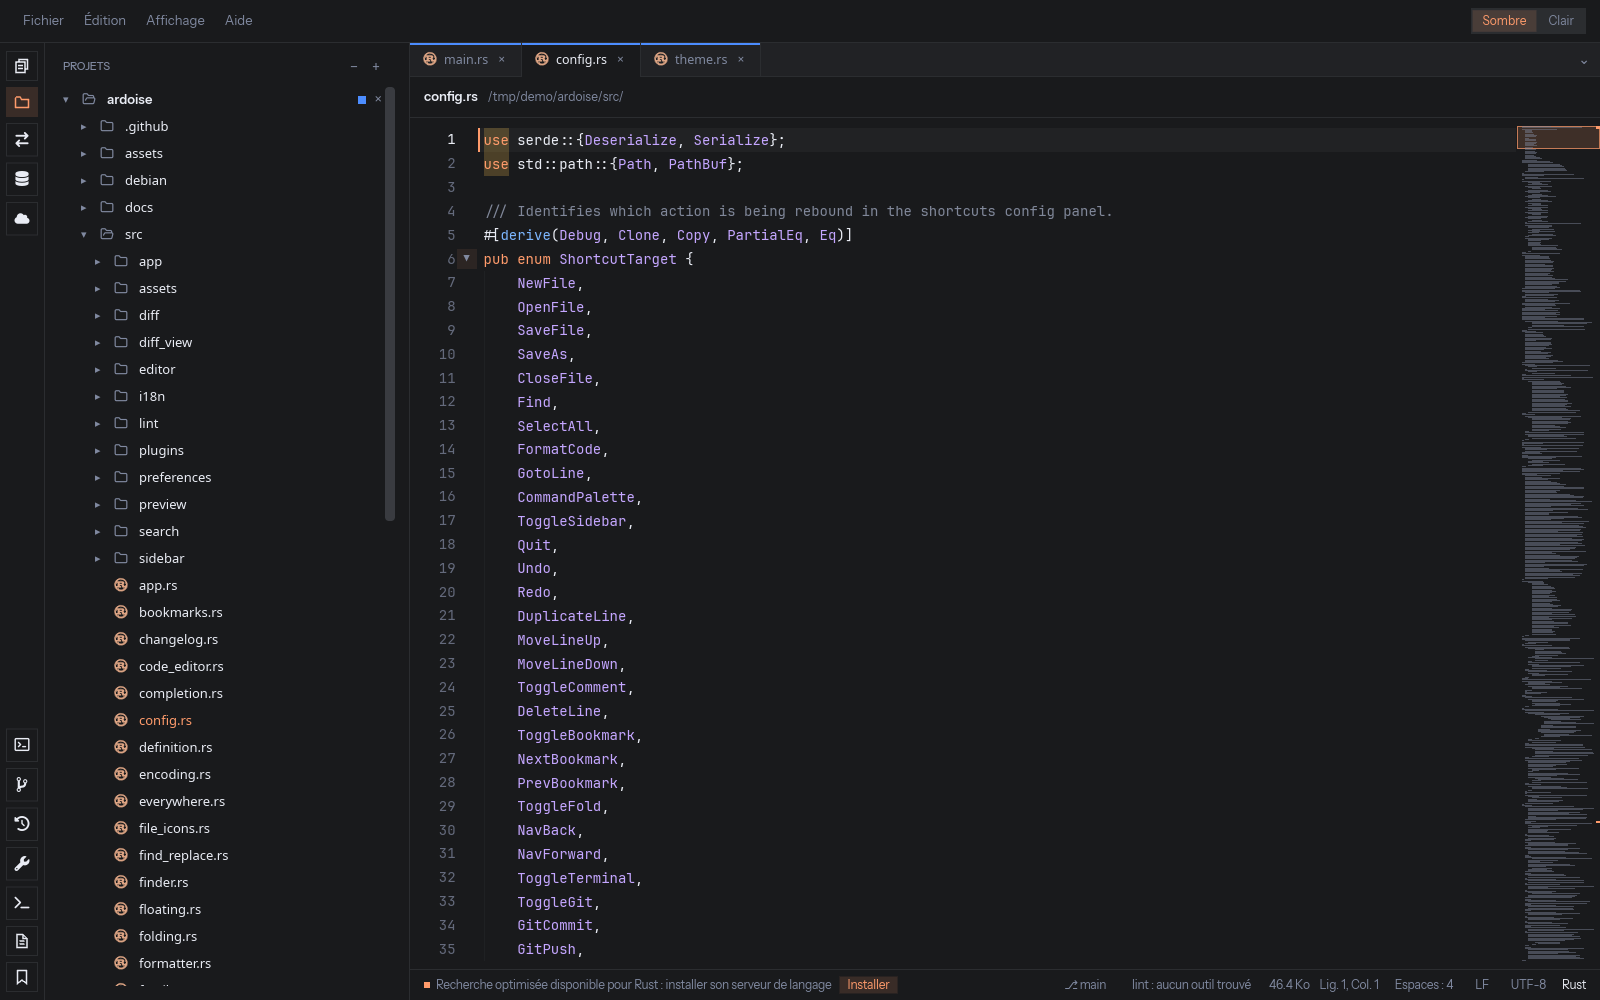 Fichier Édition Affichage Aide Sombre Clair
PROJETS − +
ardoise ×
.github
assets
debian
docs
src
app
assets
diff
diff_view
editor
i18n
lint
plugins
preferences
preview
search
sidebar
app.rs
bookmarks.rs
changelog.rs
code_editor.rs
completion.rs
config.rs
definition.rs
encoding.rs
everywhere.rs
file_icons.rs
find_replace.rs
finder.rs
floating.rs
folding.rs
formatter.rs
main.rs × config.rs × theme.rs ×
config.rs /tmp/demo/ardoise/src/
1 use serde::{Deserialize, Serialize};
2 use std::path::{Path, PathBuf};
3
4 /// Identifies which action is being rebound in the shortcuts config panel.
5 #[derive(Debug, Clone, Copy, PartialEq, Eq)]
6 pub enum ShortcutTarget {
7 NewFile,
8 OpenFile,
9 SaveFile,
10 SaveAs,
11 CloseFile,
12 Find,
13 SelectAll,
14 FormatCode,
15 GotoLine,
16 CommandPalette,
17 ToggleSidebar,
18 Quit,
19 Undo,
20 Redo,
21 DuplicateLine,
22 MoveLineUp,
23 MoveLineDown,
24 ToggleComment,
25 DeleteLine,
26 ToggleBookmark,
27 NextBookmark,
28 PrevBookmark,
29 ToggleFold,
30 NavBack,
31 NavForward,
32 ToggleTerminal,
33 ToggleGit,
34 GitCommit,
35 GitPush,
Recherche optimisée disponible pour Rust : installer son serveur de langage Installer main lint : aucun outil trouvé 46.4 Ko Lig. 1, Col. 1 Espaces : 4 LF UTF-8 Rust